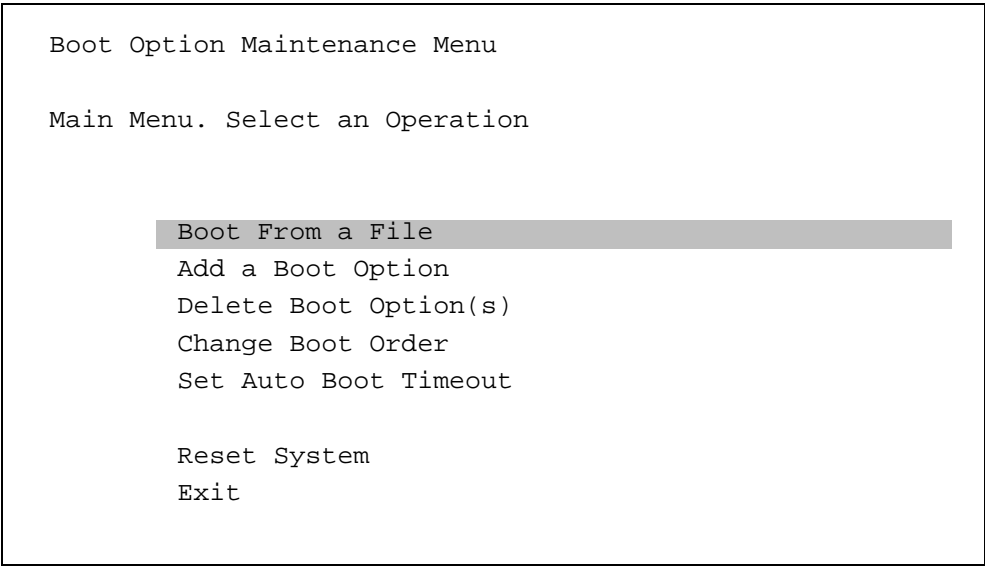 Boot Option Maintenance Menu
Main Menu. Select an Operation
Boot From a File
Add a Boot Option
Delete Boot Option(s)
Change Boot Order
Set Auto Boot Timeout
Reset System
Exit